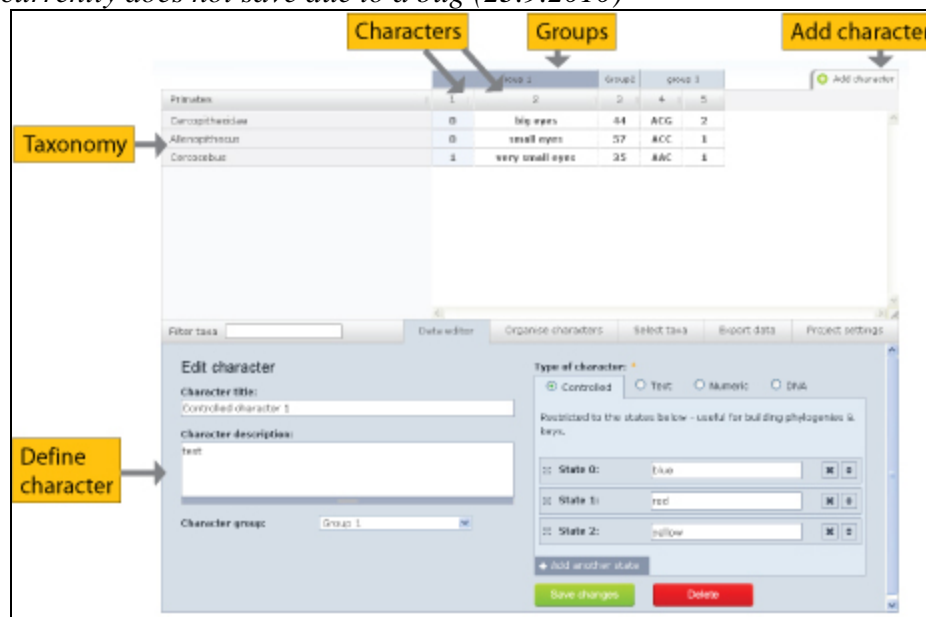 currently does not save due to a bug (23.9.2010)
Characters Groups Add character
Group 1 Group2 group 3 Add character
Primates 1 2 3 4 5
Cercopithecidae 0 big eyes 44 ACG 2
Taxonomy
Allenopithecus 0 small eyes 57 ACC 1
Cercocebus 1 very small eyes 35 AAC 1
Filter taxa Data editor Organise characters Select taxa Export data Project settings
Edit character
Character title:
Controlled character 1
Character description:
test
Define
character
Character group: Group 1
Type of character: *
Controlled Text Numeric DNA
Restricted to the states below - useful for building phylogenies &
keys.
State 0: blue
State 1: red
State 2: yellow
+ Add another state
Save changes Delete